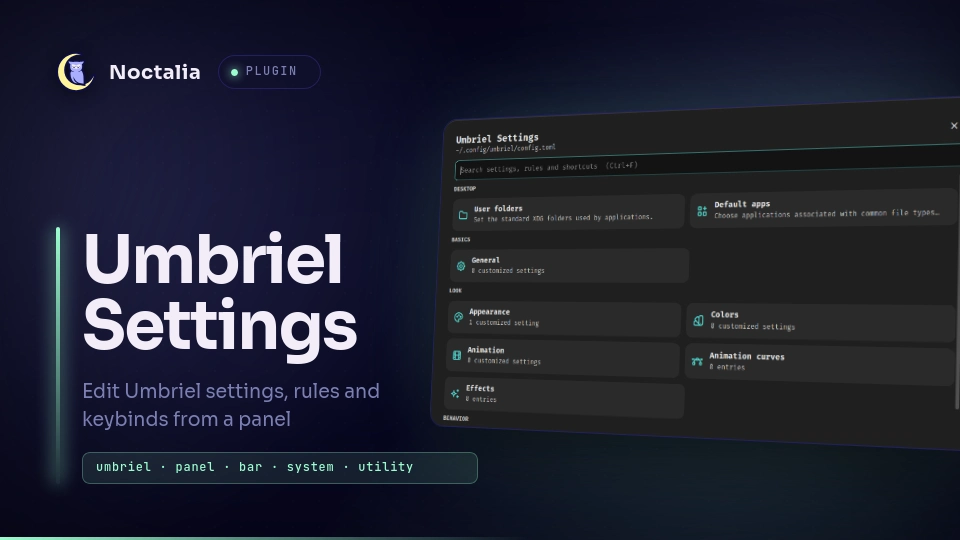 Noctalia
PLUGIN
Umbriel
Settings
Edit Umbriel settings, rules and
keybinds from a panel
umbriel · panel · bar · system · utility
Umbriel Settings
~/.config/umbriel/config.toml
Search settings, rules and shortcuts (Ctrl+F)
DESKTOP
User folders
Set the standard XDG folders used by applications.
Default apps
Choose applications associated with common file types…
BASICS
General
0 customized settings
LOOK
Appearance
1 customized setting
Colors
0 customized settings
Animation
0 customized settings
Animation curves
0 entries
Effects
0 entries
BEHAVIOR